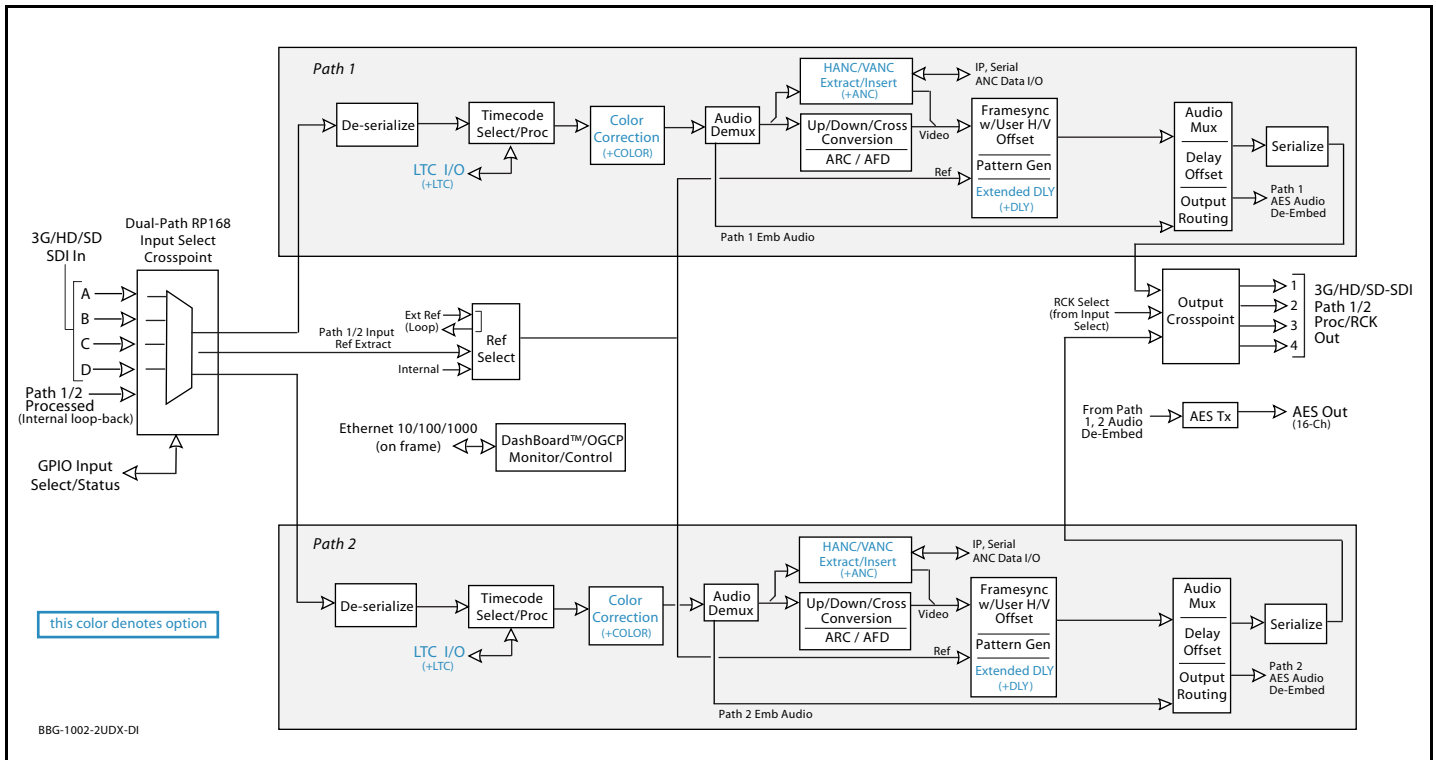 Path 1
De-serialize
Timecode
Select/Proc
LTC I/O
(+LTC)
Color
Correction
(+COLOR)
Audio
Demux
HANC/VANC
Extract/Insert
(+ANC)
IP, Serial
ANC Data I/O
Up/Down/Cross
Conversion
ARC / AFD
Video
Ref
Framesync
w/User H/V
Offset
Pattern Gen
Extended DLY
(+DLY)
Audio
Mux
Delay
Offset
Output
Routing
Serialize
Path 1
AES Audio
De-Embed
Path 1 Emb Audio
3G/HD/SD
SDI In
Dual-Path RP168
Input Select
Crosspoint
A
B
C
D
Path 1/2
Processed
(Internal loop-back)
GPIO Input
Select/Status
Path 1/2 Input
Ref Extract
Ext Ref
(Loop)
Internal
Ref
Select
Ethernet 10/100/1000
(on frame)
DashBoard™/OGCP
Monitor/Control
RCK Select
(from Input
Select)
Output
Crosspoint
1
2
3
4
3G/HD/SD-SDI
Path 1/2
Proc/RCK
Out
From Path
1, 2 Audio
De-Embed
AES Tx
AES Out
(16-Ch)
Path 2
De-serialize
Timecode
Select/Proc
LTC I/O
(+LTC)
Color
Correction
(+COLOR)
Audio
Demux
HANC/VANC
Extract/Insert
(+ANC)
IP, Serial
ANC Data I/O
Up/Down/Cross
Conversion
ARC / AFD
Video
Ref
Framesync
w/User H/V
Offset
Pattern Gen
Extended DLY
(+DLY)
Audio
Mux
Delay
Offset
Output
Routing
Serialize
Path 2
AES Audio
De-Embed
Path 2 Emb Audio
this color denotes option
BBG-1002-2UDX-DI